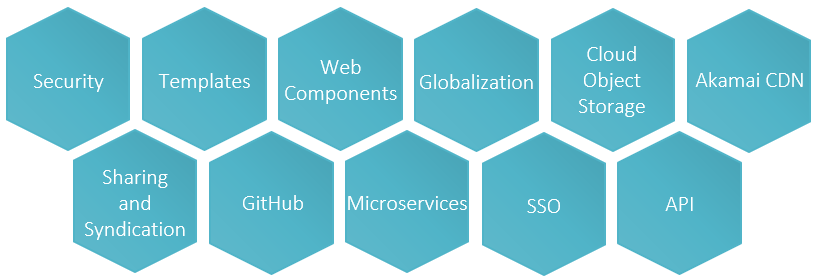 Security
Templates
Web
Components
Globalization
Cloud
Object
Storage
Akamai CDN
Sharing
and
Syndication
GitHub
Microservices
SSO
API